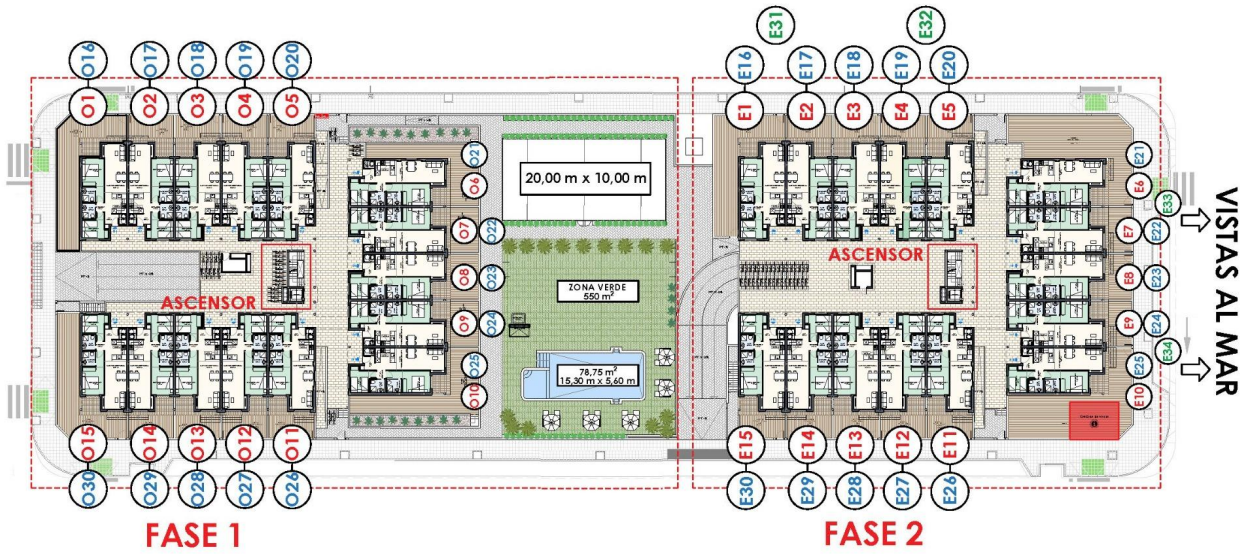 E31
E32
O16
O17
O18
O19
O20
E16
E17
E18
E19
E20
O1
O2
O3
O4
O5
E1
E2
E3
E4
E5
O21
O6
O7
O22
O8
O23
O9
O24
O25
O10
20,00 m x 10,00 m
ZONA VERDE
550 m²
78,75 m²
15,30 m x 5,60 m
ASCENSOR
ASCENSOR
E21
E6
E33
E7
E22
E8
E23
E9
E24
E34
E25
E10
VISTAS AL MAR
O15
O14
O13
O12
O11
E15
E14
E13
E12
E11
O30
O29
O28
O27
O26
E30
E29
E28
E27
E26
FASE 1
FASE 2